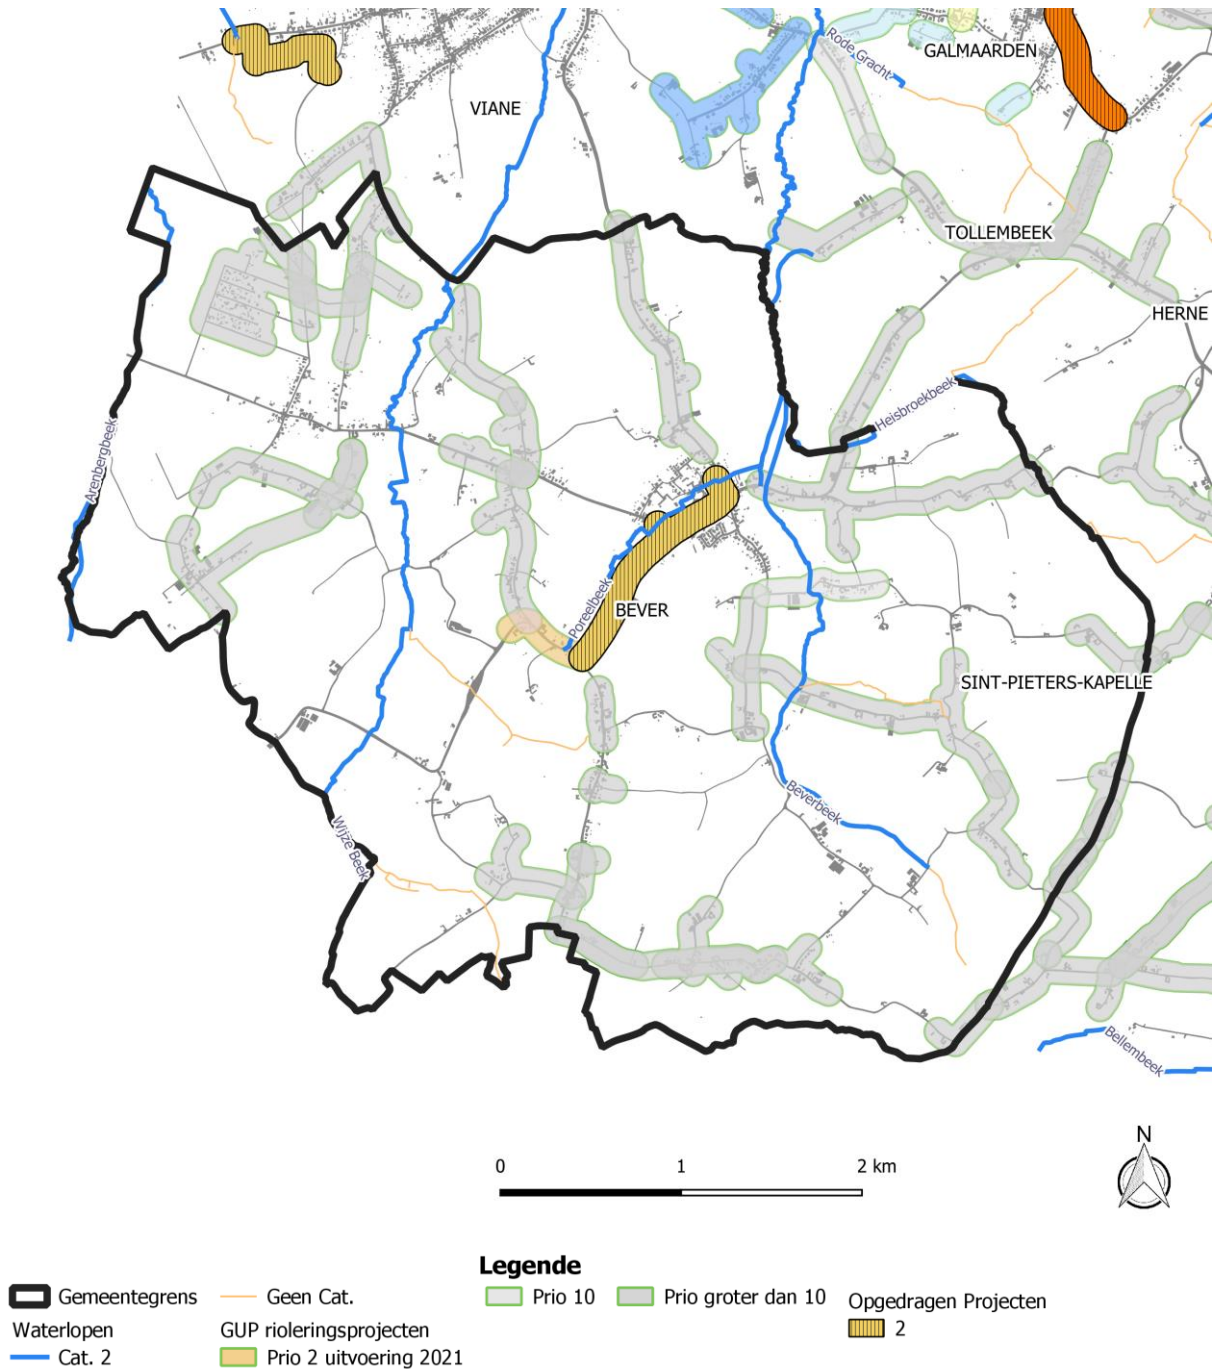 Rode Gracht
GALMAARDEN
VIANE
TOLLEMBEEK
HERNE
Heisbroekbeek
Arenbergbeek
Poreelbeek
BEVER
SINT-PIETERS-KAPELLE
Beverbeek
Wijze Beek
Bellembeek
N
0 1 2 km
Legende
Gemeentegrens
Geen Cat.
Prio 10
Prio groter dan 10
Opgedragen Projecten
2
Waterlopen
Cat. 2
GUP rioleringsprojecten
Prio 2 uitvoering 2021